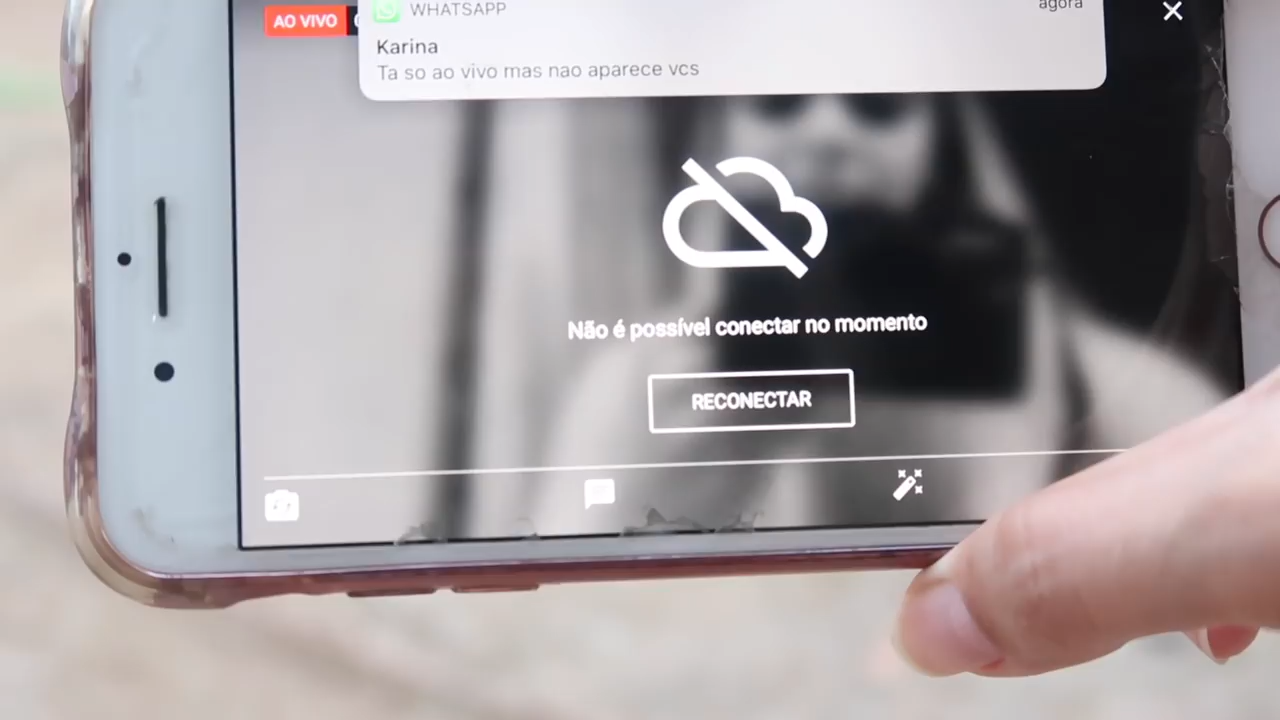 AO VIVO
WHATSAPP
agora
Karina
Ta so ao vivo mas nao aparece vcs
Não é possível conectar no momento
RECONECTAR